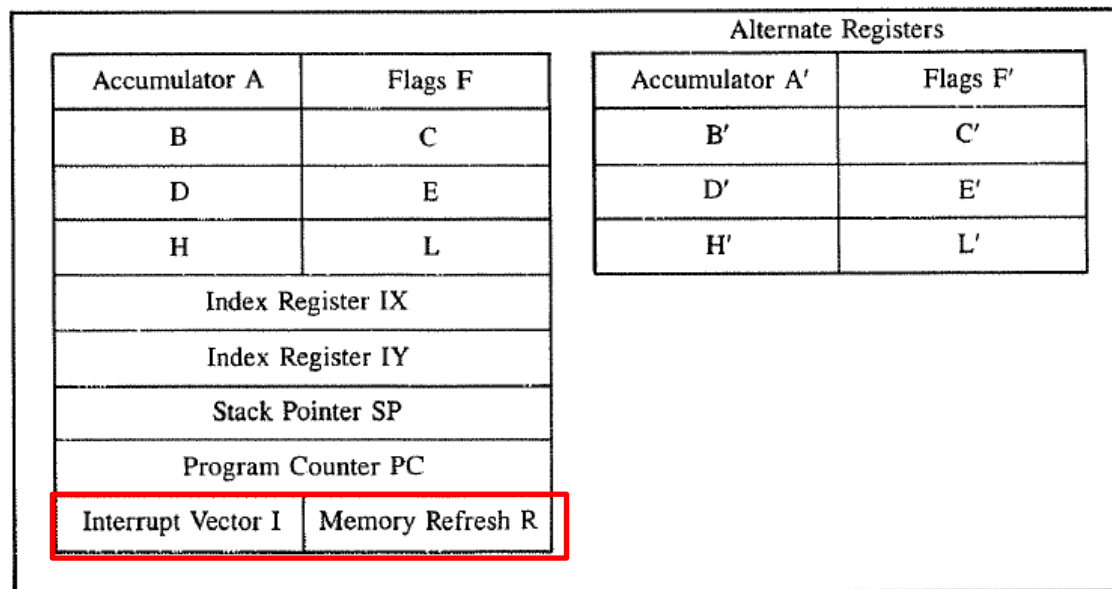 Alternate Registers
Accumulator A Flags F
B C
D E
H L
Index Register IX
Index Register IY
Stack Pointer SP
Program Counter PC
Interrupt Vector I Memory Refresh R
Accumulator A′ Flags F′
B′ C′
D′ E′
H′ L′